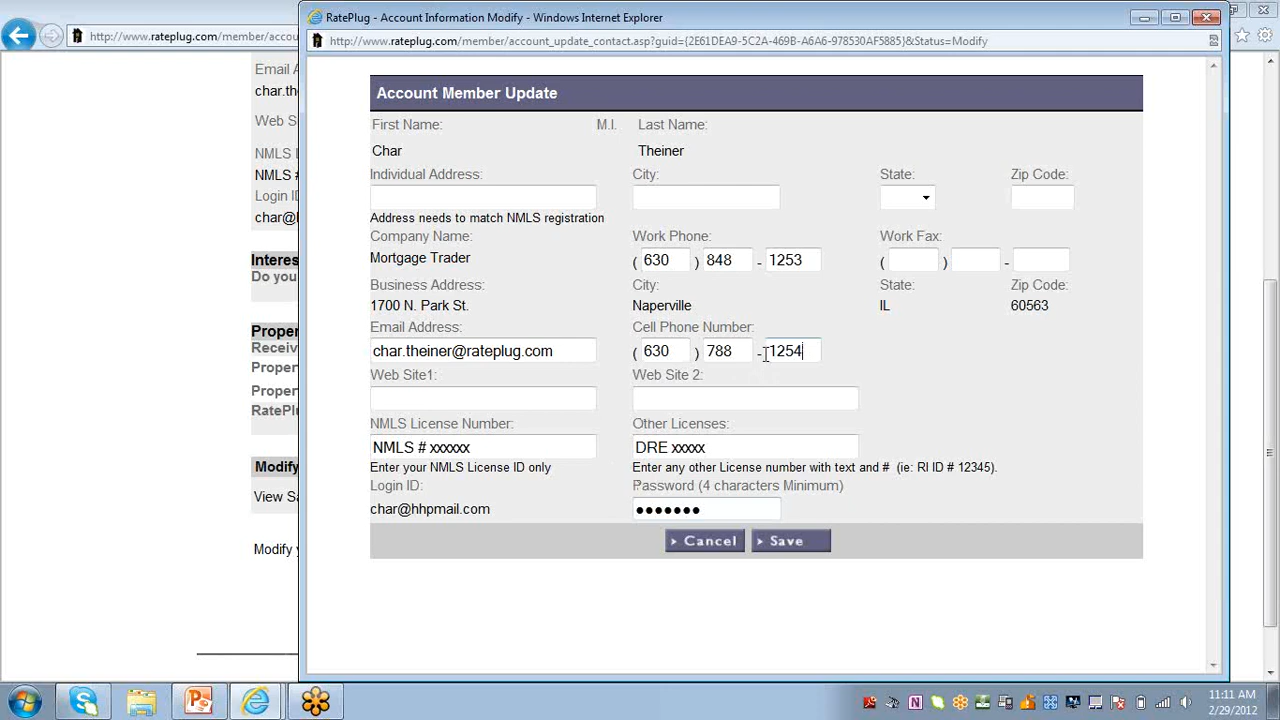 RatePlug - Account Information Modify - Windows Internet Explorer
http://www.rateplug.com/member/accou
http://www.rateplug.com/member/account_update_contact.asp?guid={2E61DEA9-5C2A-469B-A6A6-978530AF5885}&Status=Modify
Email A
char.the
Web Sit
NMLS L
NMLS #
Login ID
char@h
Interes
Do you
Proper
Receiv
Proper
Proper
RatePl
Modify
View Sa
Modify y
Account Member Update
First Name: M.I. Last Name:
Char Theiner
Individual Address: City: State: Zip Code:
Address needs to match NMLS registration
Company Name: Work Phone: Work Fax:
Mortgage Trader ( 630 ) 848 - 1253 ( ) -
Business Address: City: State: Zip Code:
1700 N. Park St. Naperville IL 60563
Email Address: Cell Phone Number:
char.theiner@rateplug.com ( 630 ) 788 - 1254
Web Site1: Web Site 2:
NMLS License Number: Other Licenses:
NMLS # xxxxxx DRE xxxxx
Enter your NMLS License ID only Enter any other License number with text and # (ie: RI ID # 12345).
Login ID: Password (4 characters Minimum)
char@hhpmail.com ●●●●●●●
Cancel Save
11:11 AM
2/29/2012